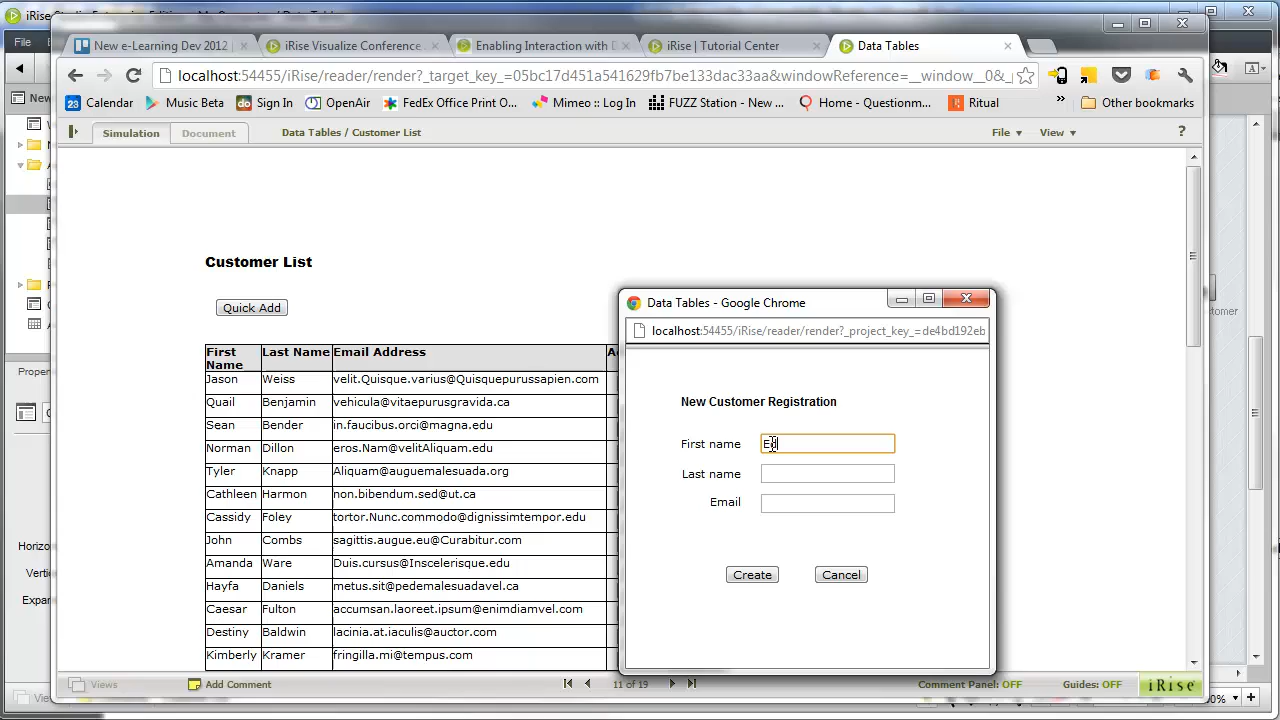 iRise Studio
File
New e-Learning Dev 2012
iRise Visualize Conference
Enabling Interaction with D
iRise | Tutorial Center
Data Tables
localhost:54455/iRise/reader/render?_target_key_=05bc17d451a541629fb7be133dac33aa&windowReference=__window__0&_
Calendar
Music Beta
Sign In
OpenAir
FedEx Office Print O...
Mimeo :: Log In
FUZZ Station - New ...
Home - Questionm...
Ritual
»
Other bookmarks
Simulation
Document
Data Tables / Customer List
File ▼
View ▼
?
Customer List
Quick Add
First Name Last Name Email Address
Jason Weiss velit.Quisque.varius@Quisquepurussapien.com
Quail Benjamin vehicula@vitaepurusgravida.ca
Sean Bender in.faucibus.orci@magna.edu
Norman Dillon eros.Nam@velitAliquam.edu
Tyler Knapp Aliquam@auguemalesuada.org
Cathleen Harmon non.bibendum.sed@ut.ca
Cassidy Foley tortor.Nunc.commodo@dignissimtempor.edu
John Combs sagittis.augue.eu@Curabitur.com
Amanda Ware Duis.cursus@Inscelerisque.edu
Hayfa Daniels metus.sit@pedemalesuadavel.ca
Caesar Fulton accumsan.laoreet.ipsum@enimdiamvel.com
Destiny Baldwin lacinia.at.iaculis@auctor.com
Kimberly Kramer fringilla.mi@tempus.com
Data Tables - Google Chrome
localhost:54455/iRise/reader/render?_project_key_=de4bd192eb
New Customer Registration
First name Ed
Last name
Email
Create
Cancel
Views
Add Comment
11 of 19
Comment Panel: OFF
Guides: OFF
iRise